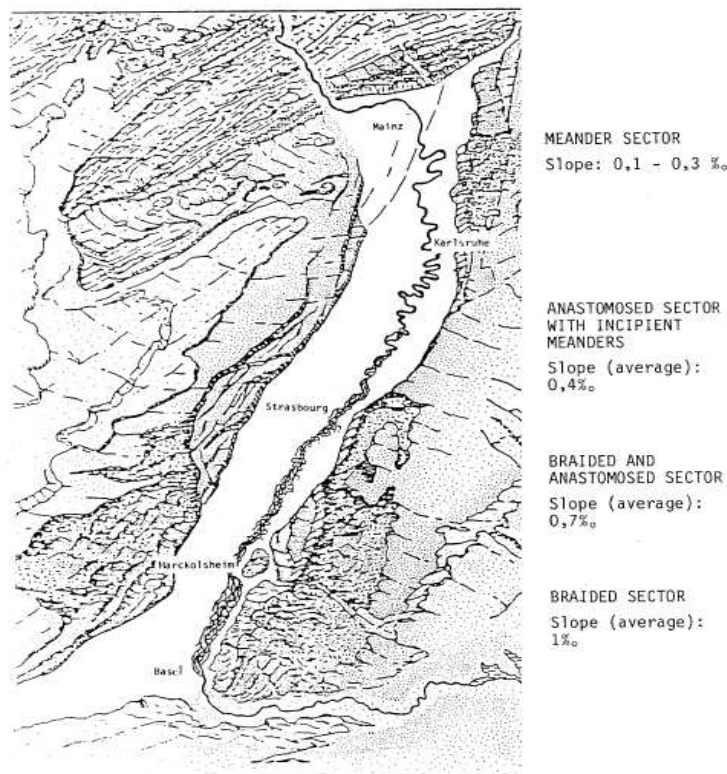 Mainz
MEANDER SECTOR
Slope: 0,1 - 0,3 ‰
Karlsruhe
ANASTOMOSED SECTOR
WITH INCIPIENT
MEANDERS
Slope (average):
0,4‰
Strasbourg
BRAIDED AND
ANASTOMOSED SECTOR
Slope (average):
0,7‰
Marckolsheim
BRAIDED SECTOR
Slope (average):
1‰
Basel